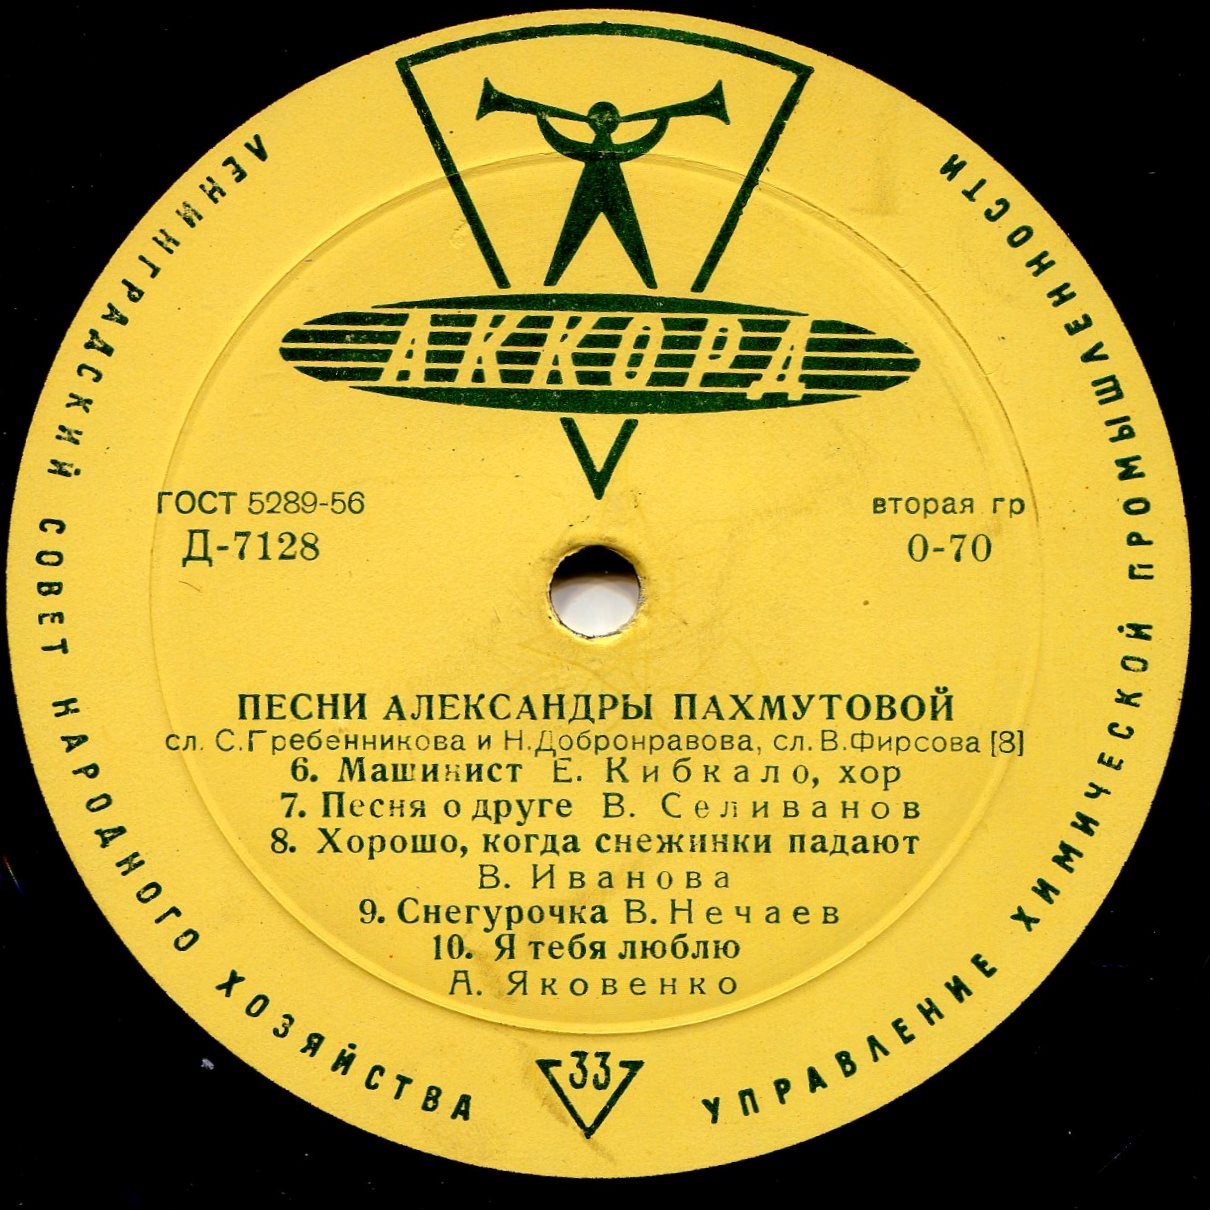 ЛЕНИНГРАДСКИЙ СОВЕТ НАРОДНОГО ХОЗЯЙСТВА
УПРАВЛЕНИЕ ХИМИЧЕСКОЙ ПРОМЫШЛЕННОСТИ
АККОРД
ГОСТ 5289-56
Д-7128
вторая гр
0-70
ПЕСНИ АЛЕКСАНДРЫ ПАХМУТОВОЙ
сл. С.Гребенникова и Н.Добронравова, сл. В.Фирсова [8]
6. Машинист Е. Кибкало, хор
7. Песня о друге В. Селиванов
8. Хорошо, когда снежинки падают
В. Иванова
9. Снегурочка В. Нечаев
10. Я тебя люблю
А. Яковенко
33